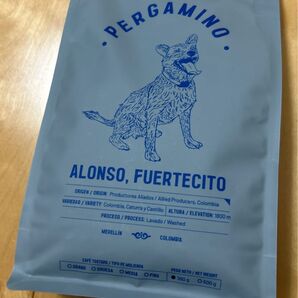 · PERGAMINO ·
ALONSO, FUERTECITO
ORIGEN / ORIGIN: Productores Aliados / Allied Producers, Colombia
VARIEDAD / VARIETY: Colombia, Caturra y Castillo ALTURA / ELEVATION: 1800 m
PROCESO / PROCESS: Lavado / Washed
MEDELLÍN COLOMBIA
CAFÉ TOSTADO / TIPO DE MOLIENDA PESO NETO / NET WEIGHT
GRANO GRUESA MEDIA FINA 340 g